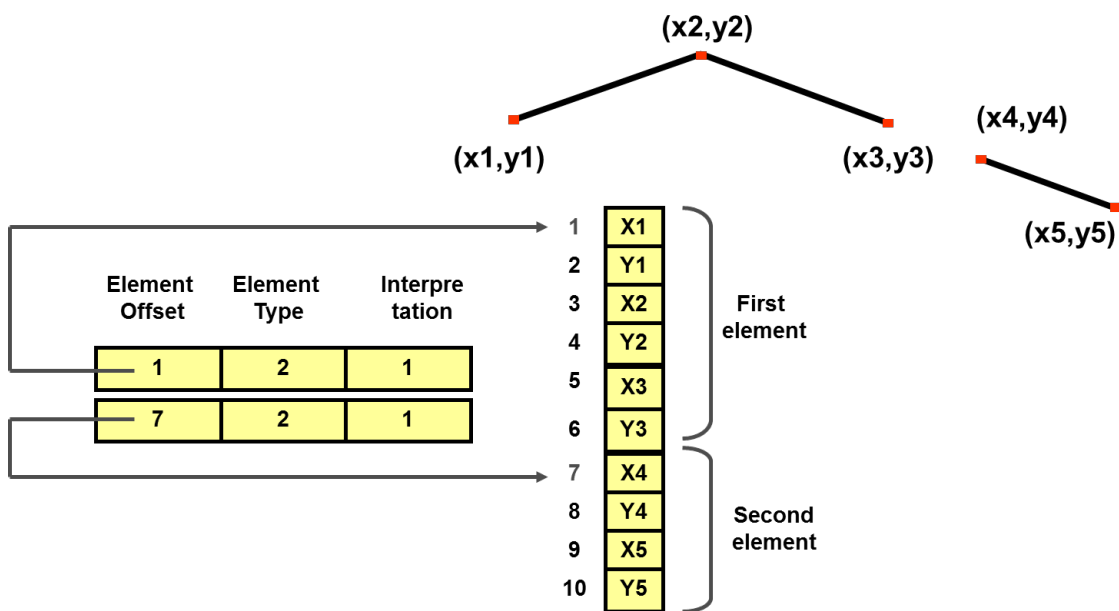 (x2,y2)
(x4,y4)
(x1,y1)
(x3,y3)
(x5,y5)
Element
Offset
Element
Type
Interpre
tation
1 2 1
7 2 1
1 X1
2 Y1
3 X2
4 Y2
5 X3
6 Y3
7 X4
8 Y4
9 X5
10 Y5
First
element
Second
element